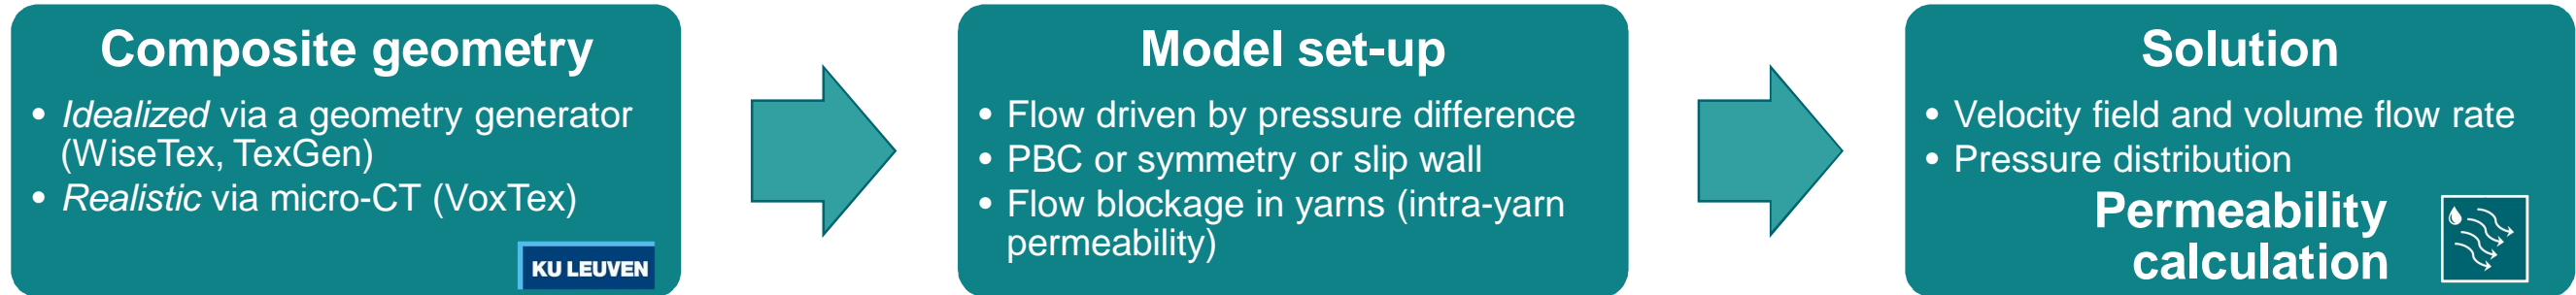 Composite geometry
• Idealized via a geometry generator
(WiseTex, TexGen)
• Realistic via micro-CT (VoxTex)
KU LEUVEN
Model set-up
• Flow driven by pressure difference
• PBC or symmetry or slip wall
• Flow blockage in yarns (intra-yarn
permeability)
Solution
• Velocity field and volume flow rate
• Pressure distribution
Permeability
calculation